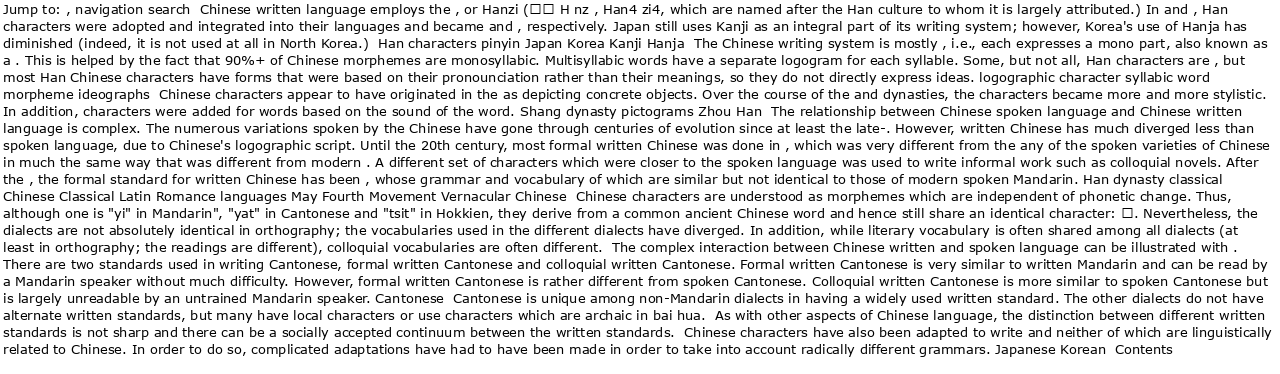 Jump to: , navigation search  Chinese written language employs the , or Hanzi (□□ H nz , Han4 zi4, which are named after the Han culture to whom it is largely attributed.) In and , Han
characters were adopted and integrated into their languages and became and , respectively. Japan still uses Kanji as an integral part of its writing system; however, Korea's use of Hanja has
diminished (indeed, it is not used at all in North Korea.)  Han characters pinyin Japan Korea Kanji Hanja  The Chinese writing system is mostly , i.e., each expresses a mono part, also known as
a . This is helped by the fact that 90%+ of Chinese morphemes are monosyllabic. Multisyllabic words have a separate logogram for each syllable. Some, but not all, Han characters are , but
most Han Chinese characters have forms that were based on their pronounciation rather than their meanings, so they do not directly express ideas. logographic character syllabic word
morpheme ideographs  Chinese characters appear to have originated in the as depicting concrete objects. Over the course of the and dynasties, the characters became more and more stylistic.
In addition, characters were added for words based on the sound of the word. Shang dynasty pictograms Zhou Han  The relationship between Chinese spoken language and Chinese written
language is complex. The numerous variations spoken by the Chinese have gone through centuries of evolution since at least the late-. However, written Chinese has much diverged less than
spoken language, due to Chinese's logographic script. Until the 20th century, most formal written Chinese was done in , which was very different from the any of the spoken varieties of Chinese
in much the same way that was different from modern . A different set of characters which were closer to the spoken language was used to write informal work such as colloquial novels. After
the , the formal standard for written Chinese has been , whose grammar and vocabulary of which are similar but not identical to those of modern spoken Mandarin. Han dynasty classical
Chinese Classical Latin Romance languages May Fourth Movement Vernacular Chinese  Chinese characters are understood as morphemes which are independent of phonetic change. Thus,
although one is "yi" in Mandarin", "yat" in Cantonese and "tsit" in Hokkien, they derive from a common ancient Chinese word and hence still share an identical character: □. Nevertheless, the
dialects are not absolutely identical in orthography; the vocabularies used in the different dialects have diverged. In addition, while literary vocabulary is often shared among all dialects (at
least in orthography; the readings are different), colloquial vocabularies are often different.  The complex interaction between Chinese written and spoken language can be illustrated with .
There are two standards used in writing Cantonese, formal written Cantonese and colloquial written Cantonese. Formal written Cantonese is very similar to written Mandarin and can be read by
a Mandarin speaker without much difficulty. However, formal written Cantonese is rather different from spoken Cantonese. Colloquial written Cantonese is more similar to spoken Cantonese but
is largely unreadable by an untrained Mandarin speaker. Cantonese  Cantonese is unique among non-Mandarin dialects in having a widely used written standard. The other dialects do not have
alternate written standards, but many have local characters or use characters which are archaic in bai hua.  As with other aspects of Chinese language, the distinction between different written
standards is not sharp and there can be a socially accepted continuum between the written standards.  Chinese characters have also been adapted to write and neither of which are linguistically
related to Chinese. In order to do so, complicated adaptations have had to have been made in order to take into account radically different grammars. Japanese Korean  Contents